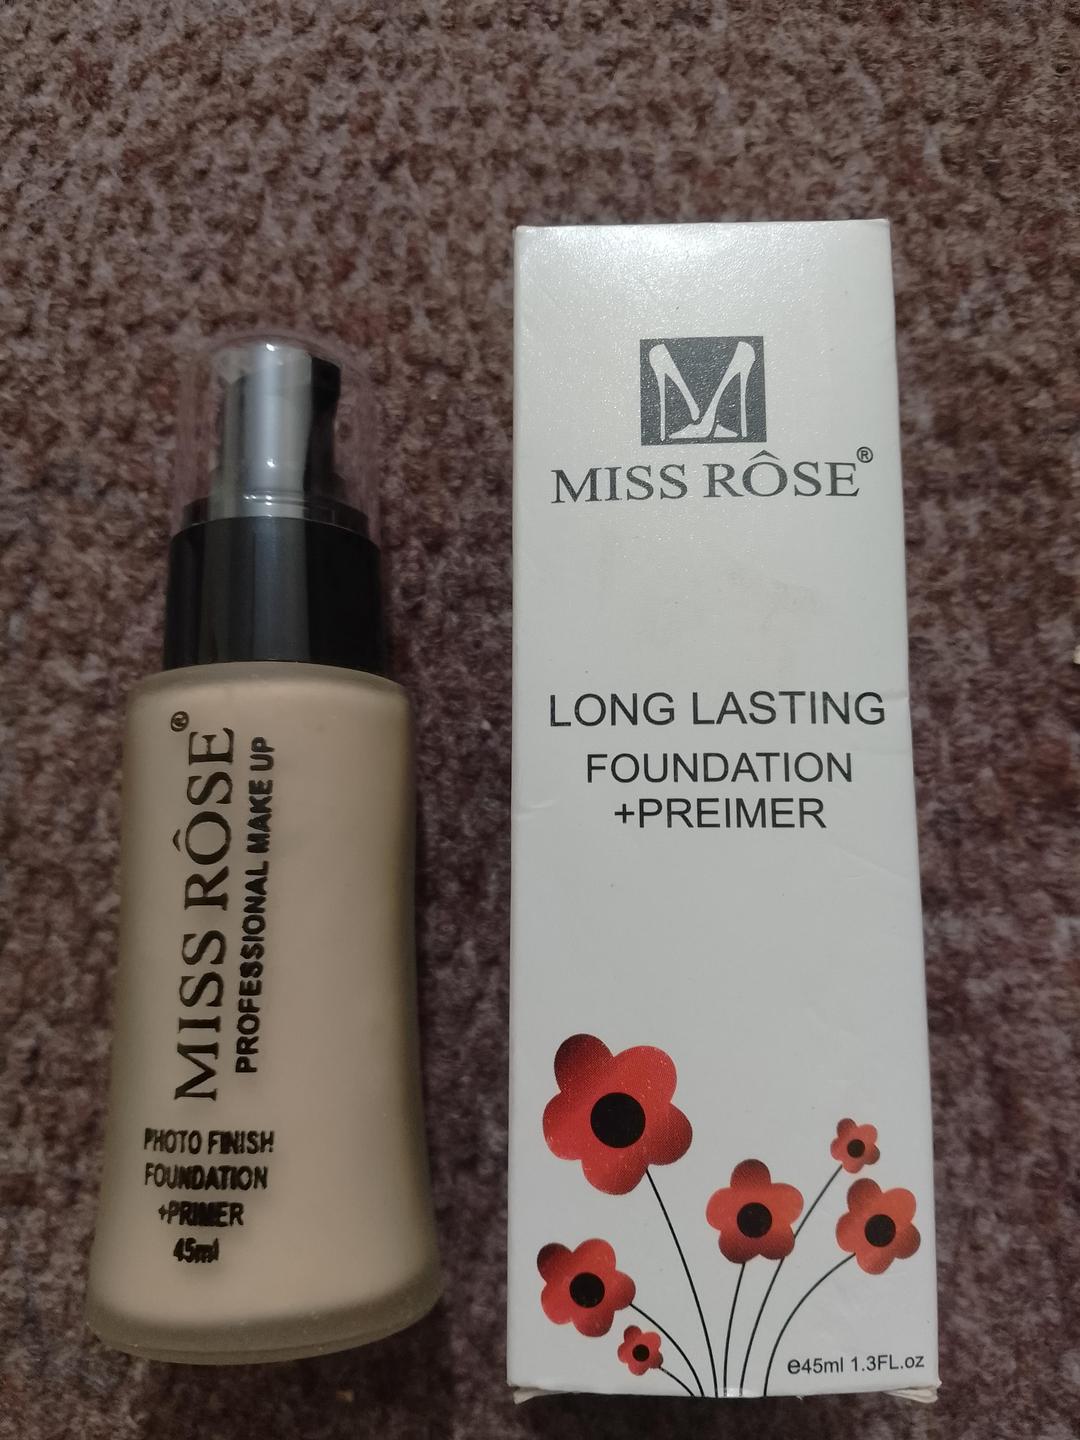 MISS RÔSE®
PROFESSIONAL MAKE UP
PHOTO FINISH
FOUNDATION
+PRIMER
45ml
M
MISS RÔSE®
LONG LASTING
FOUNDATION
+PREIMER
e45ml 1.3FL.oz